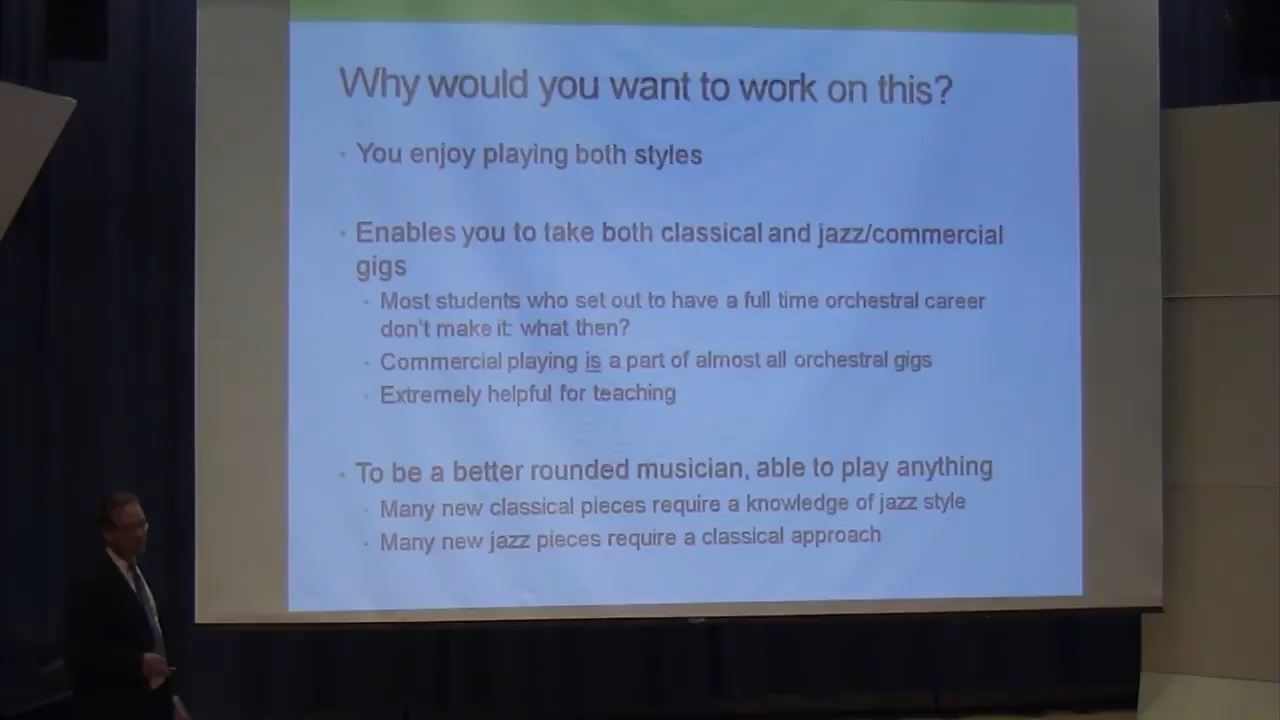 Why would you want to work on this?
· You enjoy playing both styles
· Enables you to take both classical and jazz/commercial
gigs
· Most students who set out to have a full time orchestral career
don't make it: what then?
· Commercial playing is a part of almost all orchestral gigs
· Extremely helpful for teaching
· To be a better rounded musician, able to play anything
· Many new classical pieces require a knowledge of jazz style
· Many new jazz pieces require a classical approach